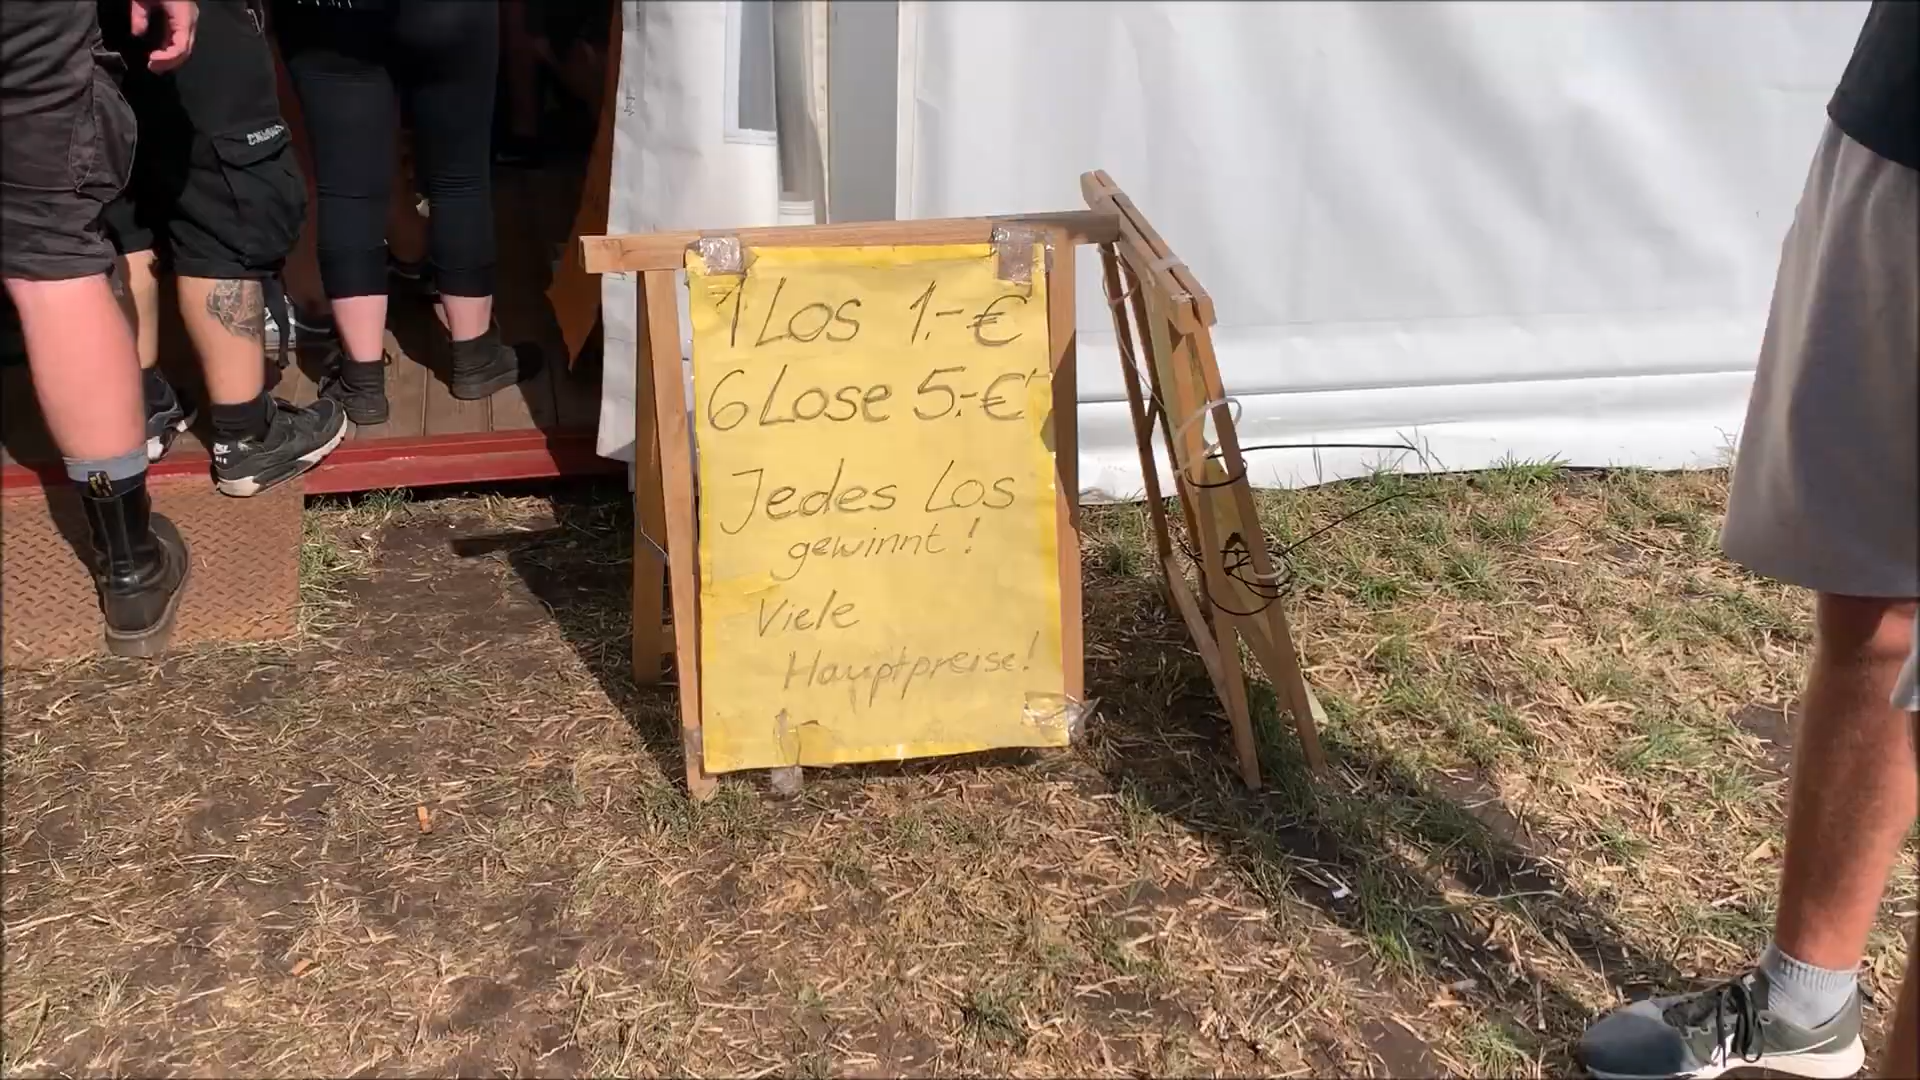 1 Los 1.-€
6 Lose 5.-€
Jedes Los
gewinnt!
Viele
Hauptpreise!